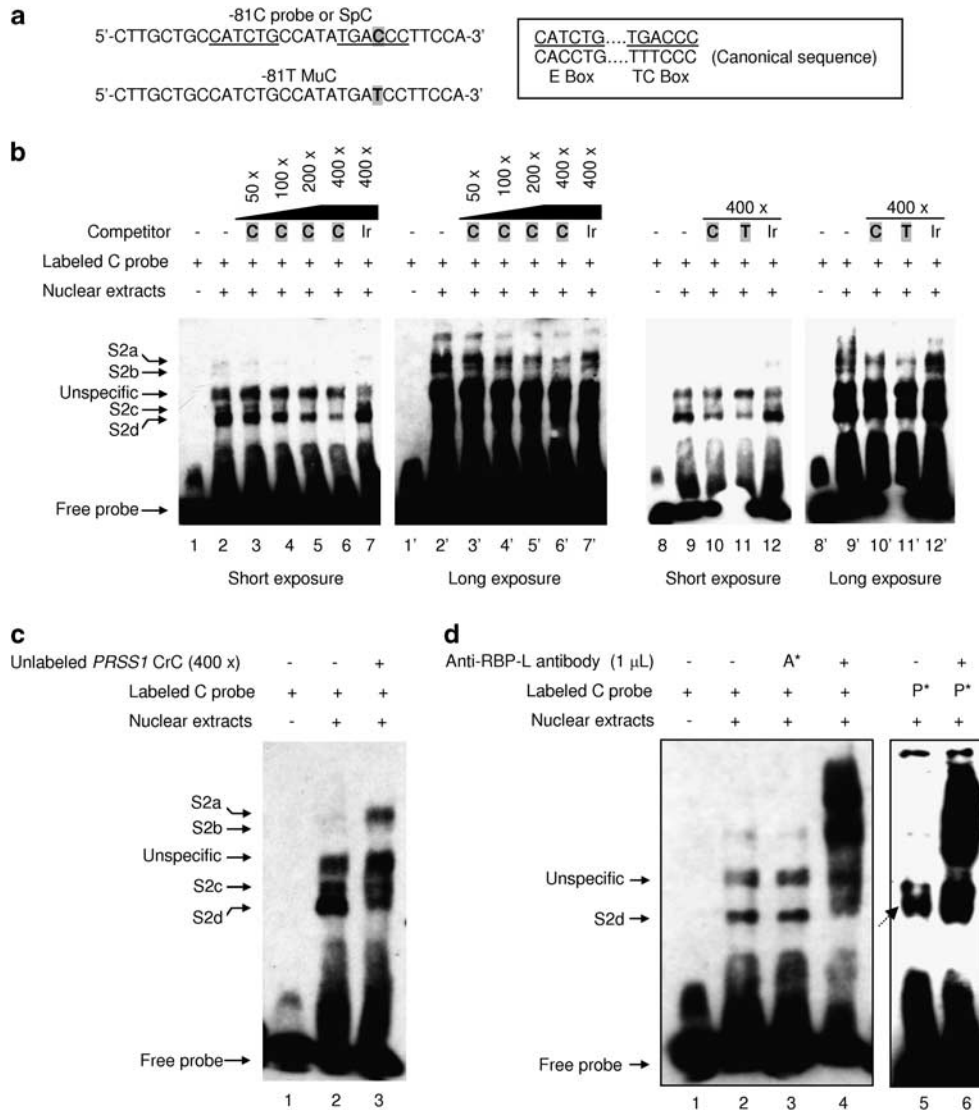 a
-81C probe or SpC
5'-CTTGCTGCCATCTGCCATATGACCCTTCCA-3'
-81T MuC
5'-CTTGCTGCCATCTGCCATATGATCCTTCCA-3'
CATCTG....TGACCC
CACCTG....TTTCCC
(Canonical sequence)
E Box TC Box
b
50 x 100 x 200 x 400 x 400 x 50 x 100 x 200 x 400 x 400 x
400 x 400 x
Competitor - - C C C C Ir - - C C C C Ir - - C T Ir - - C T Ir
Labeled C probe + + + + + + + + + + + + + + + + + + + + + + + +
Nuclear extracts - + + + + + + - + + + + + + - + + + + - + + + +
S2a
S2b
Unspecific
S2c
S2d
Free probe
1 2 3 4 5 6 7 1' 2' 3' 4' 5' 6' 7' 8 9 10 11 12 8' 9' 10' 11' 12'
Short exposure Long exposure Short exposure Long exposure
c
Unlabeled PRSS1 CrC (400 x) - - +
Labeled C probe + + +
Nuclear extracts - + +
S2a
S2b
Unspecific
S2c
S2d
Free probe
1 2 3
d
Anti-RBP-L antibody (1 µL) - - A* + - +
Labeled C probe + + + + P* P*
Nuclear extracts - + + + + +
Unspecific
S2d
Free probe
1 2 3 4 5 6